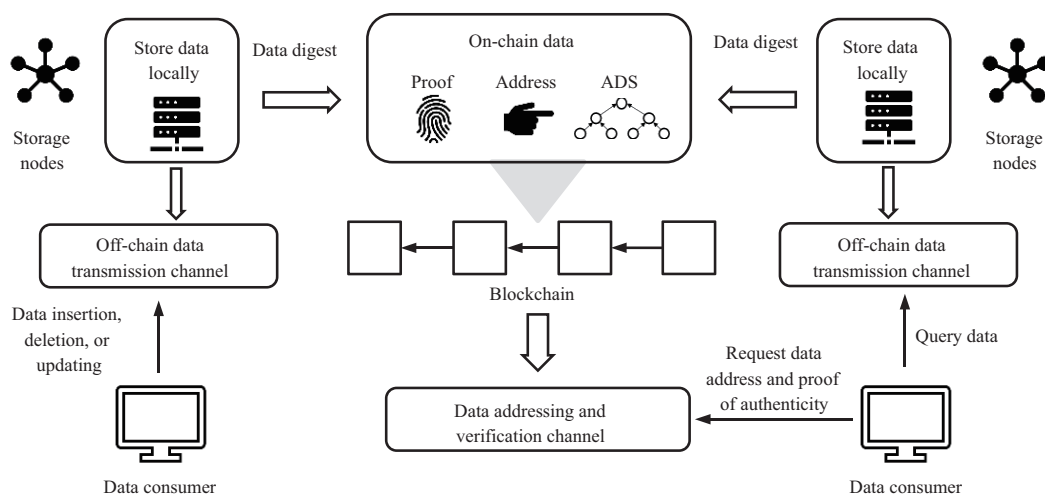 Storage
nodes
Store data
locally
Data digest
On-chain data
Proof
Address
ADS
Data digest
Store data
locally
Storage
nodes
Off-chain data
transmission channel
Blockchain
Off-chain data
transmission channel
Data insertion,
deletion, or
updating
Data addressing and
verification channel
Request data
address and proof
of authenticity
Query data
Data consumer
Data consumer